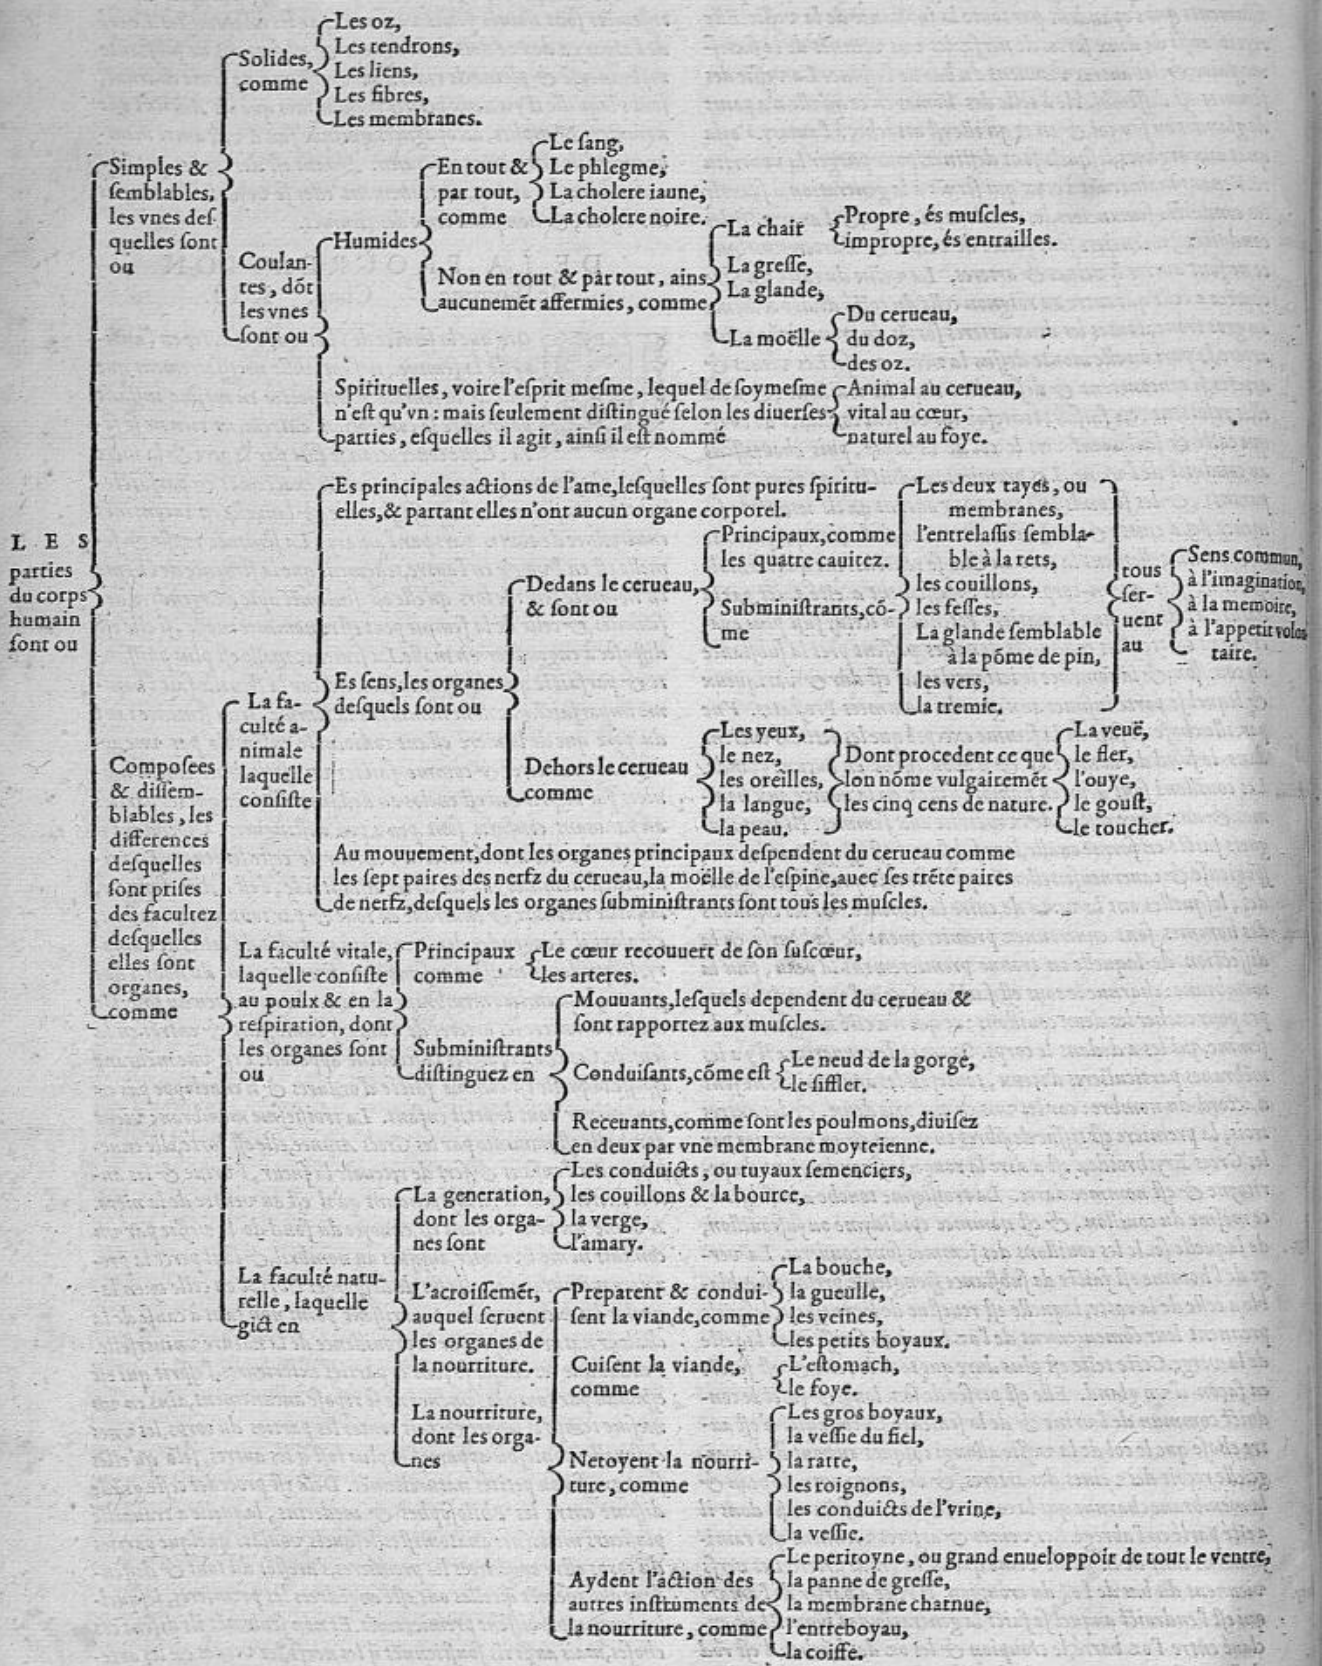 LES
parties
du corps
humain
sont ou
Simples &
semblables,
les vnes des
quelles sont
ou
Solides,
comme
Les oz,
Les tendrons,
Les liens,
Les fibres,
Les membranes.
Coulan-
tes, dõt
les vnes
sont ou
Humides
En tout &
par tout,
comme
Le sang,
Le phlegme,
La cholere iaune,
La cholere noire.
Non en tout & par tout, ains
aucunemẽt affermies, comme
La chair
Propre, és muscles,
impropre, és entrailles.
La gresse,
La glande,
La moëlle
Du cerueau,
du doz,
des oz.
Spirituelles, voire l'esprit mesme, lequel de soymesme
n'est qu'vn: mais seulement distingué selon les diuerses
parties, esquelles il agit, ainsi il est nommé
Animal au cerueau,
vital au cœur,
naturel au foye.
Composees
& dissem-
blables, les
differences
desquelles
sont prises
des facultez
desquelles
elles sont
organes,
comme
La fa-
culté a-
nimale
laquelle
consiste
Es principales actions de l'ame, lesquelles sont pures spiritu-
elles, & partant elles n'ont aucun organe corporel.
Es sens, les organes
desquels sont ou
Dedans le cerueau,
& sont ou
Principaux, comme
les quatre cauitez.
Subministrants, cõ-
me
Les deux tayes, ou
membranes,
l'entrelassis sembla-
ble à la rets,
les couillons,
les fesses,
La glande semblable
à la põme de pin,
les vers,
la tremie.
tous
ser-
uent
au
Sens commun,
à l'imagination,
à la memoire,
à l'appetit volon
taire.
Dehors le cerueau
comme
Les yeux,
le nez,
les oreilles,
la langue,
la peau.
Dont procedent ce que
lon nõme vulgairemẽt
les cinq cens de nature.
La veuë,
le fler,
l'ouye,
le goust,
le toucher.
Au mouuement, dont les organes principaux despendent du cerueau comme
les sept paires des nerfz du cerueau, la moëlle de l'espine, auec ses trẽte paires
de nerfz, desquels les organes subministrants sont tous les muscles.
La faculté vitale,
laquelle consiste
au poulx & en la
respiration, dont
les organes sont
ou
Principaux
comme
Le cœur recouuert de son suscœur,
les arteres.
Subministrants
distinguez en
Mouuants, lesquels dependent du cerueau &
sont rapportez aux muscles.
Conduisants, cõme est
Le neud de la gorge,
le siffler.
Receuants, comme sont les poulmons, diuisez
en deux par vne membrane moyteienne.
La faculté natu-
relle, laquelle
gict en
La generation,
dont les orga-
nes sont
Les conduicts, ou tuyaux semenciers,
les couillons & la bource,
la verge,
l'amary.
L'acroissemẽt,
auquel seruent
les organes de
la nourriture.
La nourriture,
dont les orga-
nes
Preparent & condui-
sent la viande, comme
La bouche,
la gueulle,
les veines,
les petits boyaux.
Cuisent la viande,
comme
L'estomach,
le foye.
Netoyent la nourri-
ture, comme
Les gros boyaux,
la vessie du fiel,
la ratte,
les roignons,
les conduicts de l'vrine,
la vessie.
Aydent l'action des
autres instruments de
la nourriture, comme
Le peritoyne, ou grand enueloppoir de tout le ventre,
la panne de gresse,
la membrane charnue,
l'entreboyau,
la coiffe.